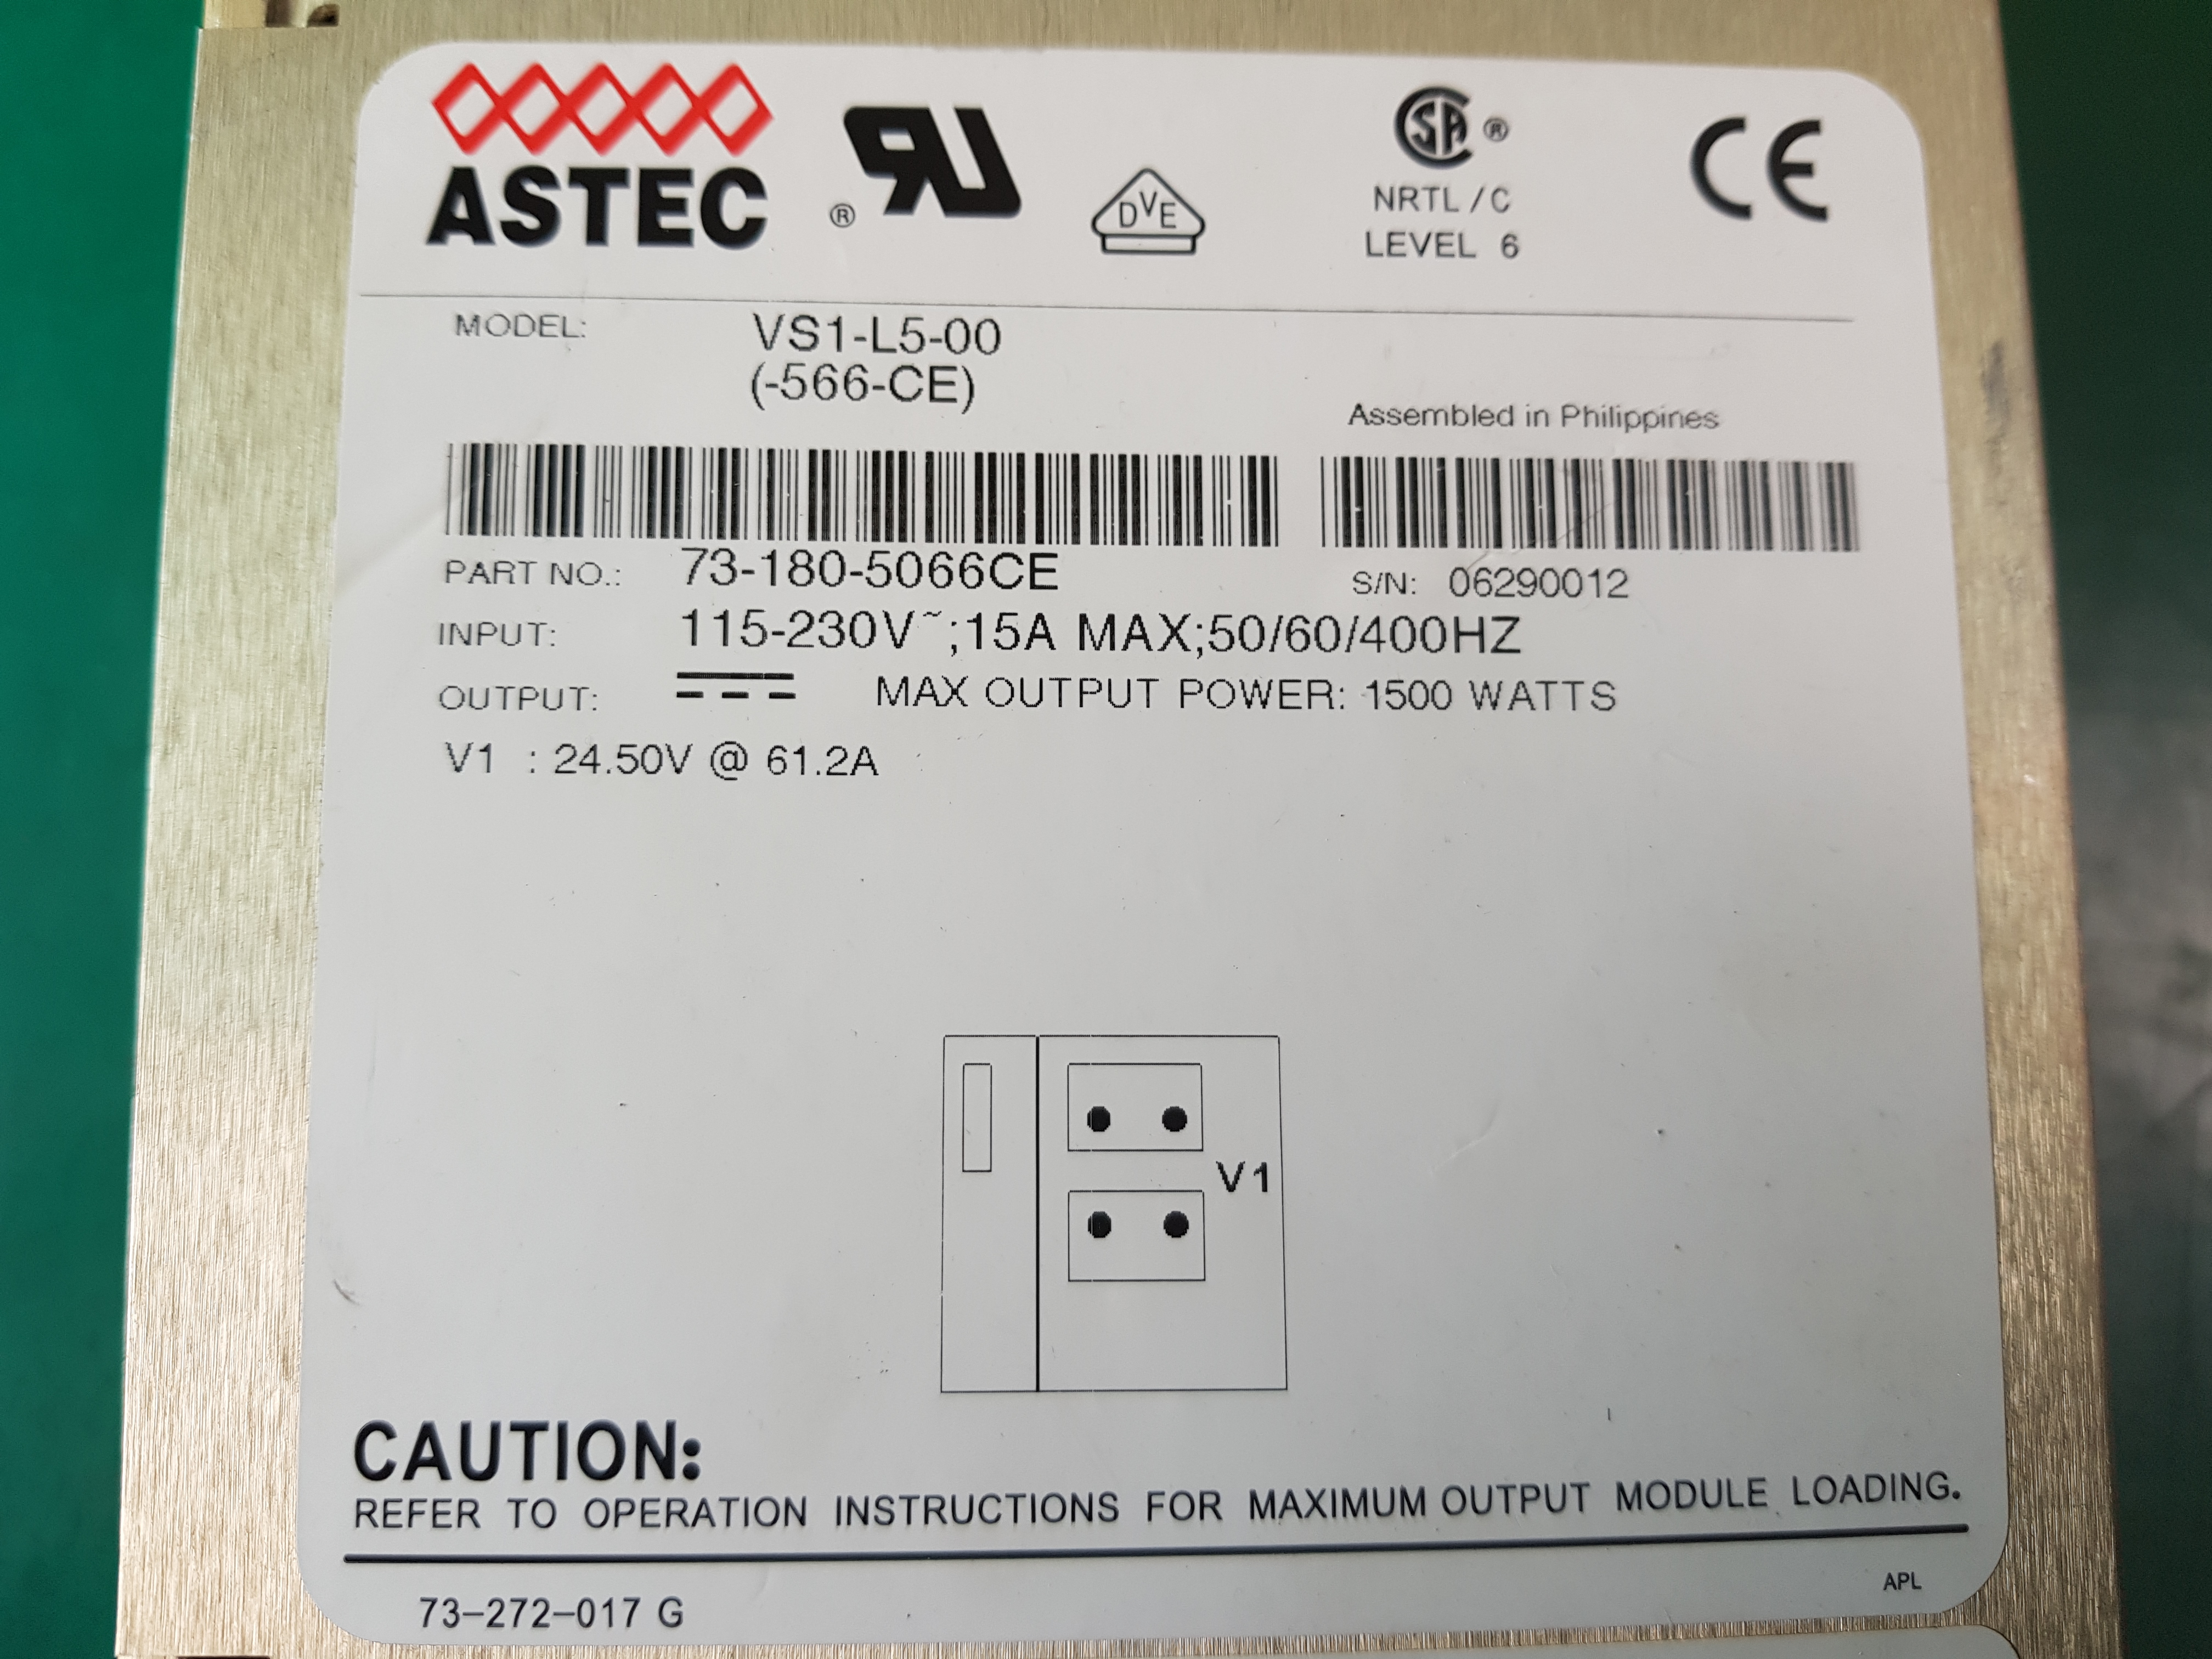 ASTEC
®
DVE
SA ®
NRTL / C
LEVEL 6
CE
MODEL: VS1-L5-00
(-566-CE)
Assembled in Philippines
PART NO.: 73-180-5066CE
S/N: 06290012
INPUT: 115-230V~;15A MAX;50/60/400HZ
OUTPUT: MAX OUTPUT POWER: 1500 WATTS
V1 : 24.50V @ 61.2A
V1
CAUTION:
REFER TO OPERATION INSTRUCTIONS FOR MAXIMUM OUTPUT MODULE LOADING.
73-272-017 G
APL